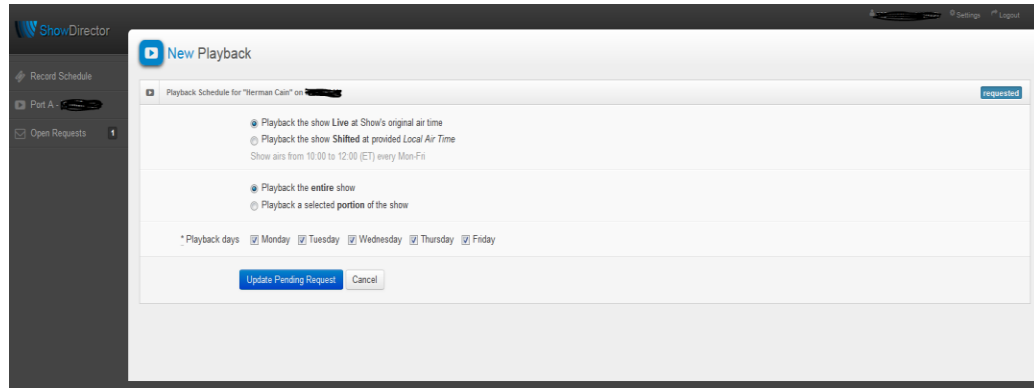 Settings Logout
ShowDirector
New Playback
Record Schedule
Port A -
Open Requests 1
Playback Schedule for "Herman Cain" on
requested
Playback the show Live at Show's original air time
Playback the show Shifted at provided Local Air Time
Show airs from 10:00 to 12:00 (ET) every Mon-Fri
Playback the entire show
Playback a selected portion of the show
* Playback days Monday Tuesday Wednesday Thursday Friday
Update Pending Request Cancel